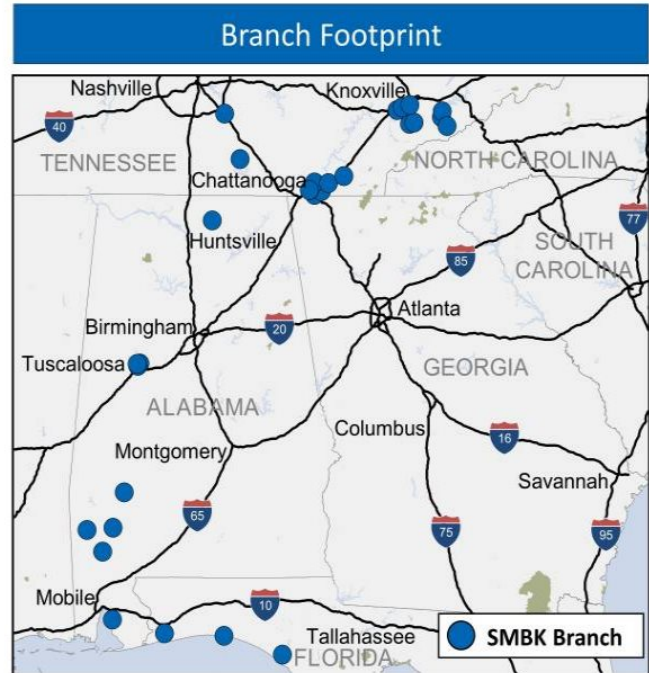 Branch Footprint
Nashville
Knoxville
40
TENNESSEE
NORTH CAROLINA
Chattanooga
77
Huntsville
SOUTH
CAROLINA
85
Atlanta
Birmingham
20
Tuscaloosa
GEORGIA
ALABAMA
Columbus
16
Montgomery
Savannah
65
75
95
Mobile
10
Tallahassee
SMBK Branch
FLORIDA